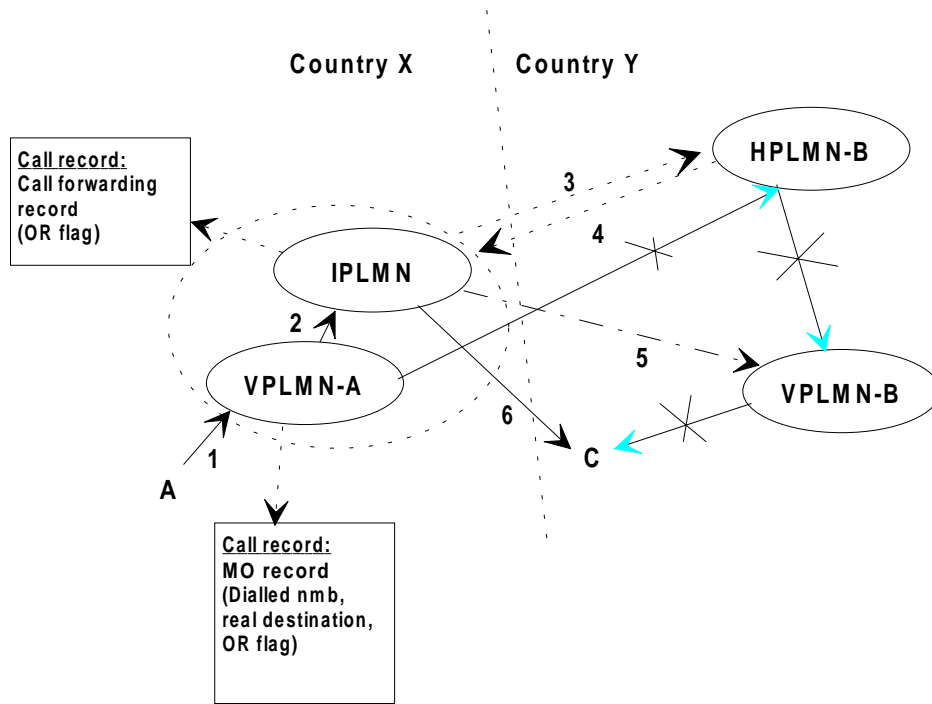 Country X
Country Y
Call record:
Call forwarding
record
(OR flag)
HPLMN-B
3
4
IPLMN
2
5
VPLMN-A
VPLMN-B
6
1
C
A
Call record:
MO record
(Dialled nmb,
real destination,
OR flag)